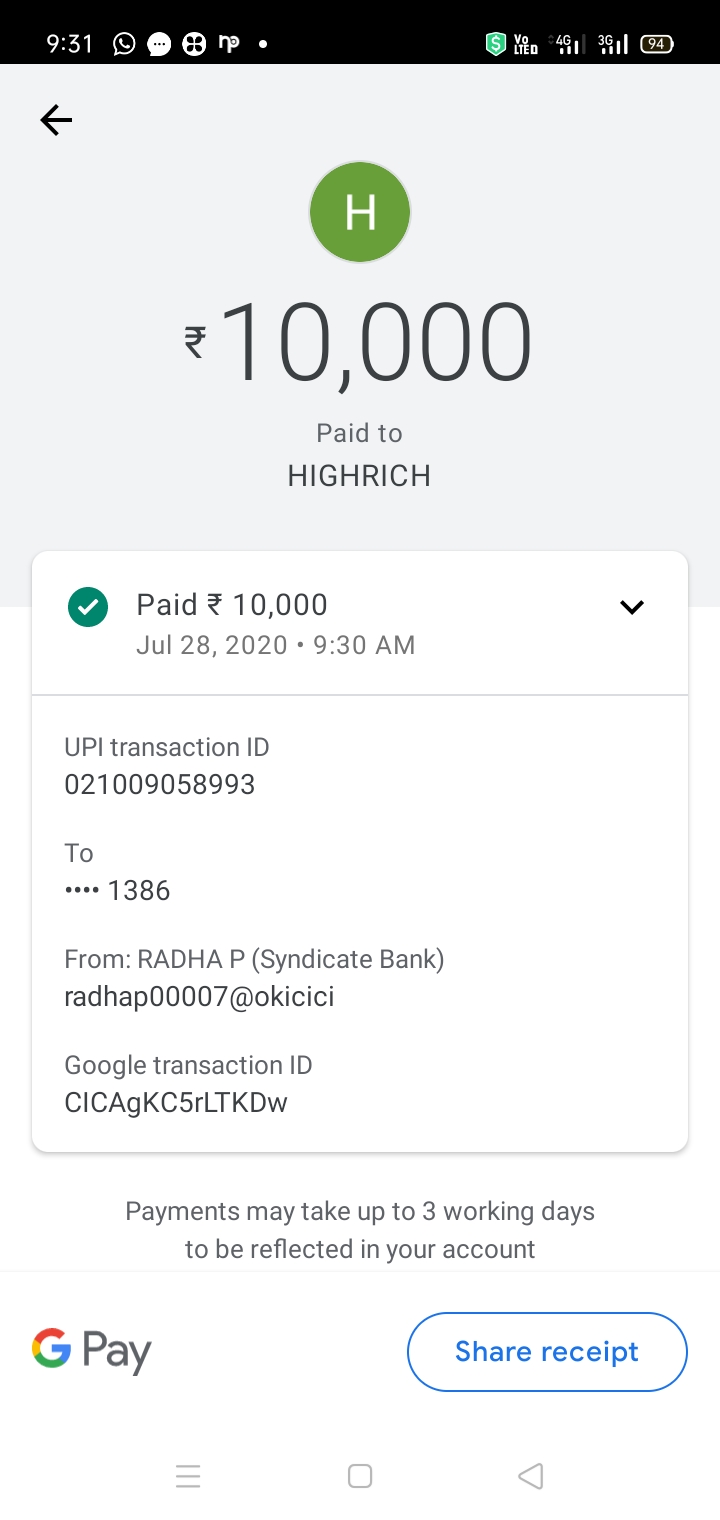 9:31
Vo LTED 4G 3G 94
H
₹10,000
Paid to
HIGHRICH
Paid ₹ 10,000
Jul 28, 2020 • 9:30 AM
UPI transaction ID
021009058993
To
•••• 1386
From: RADHA P (Syndicate Bank)
radhap00007@okicici
Google transaction ID
CICAgKC5rLTKDw
Payments may take up to 3 working days
to be reflected in your account
G Pay
Share receipt